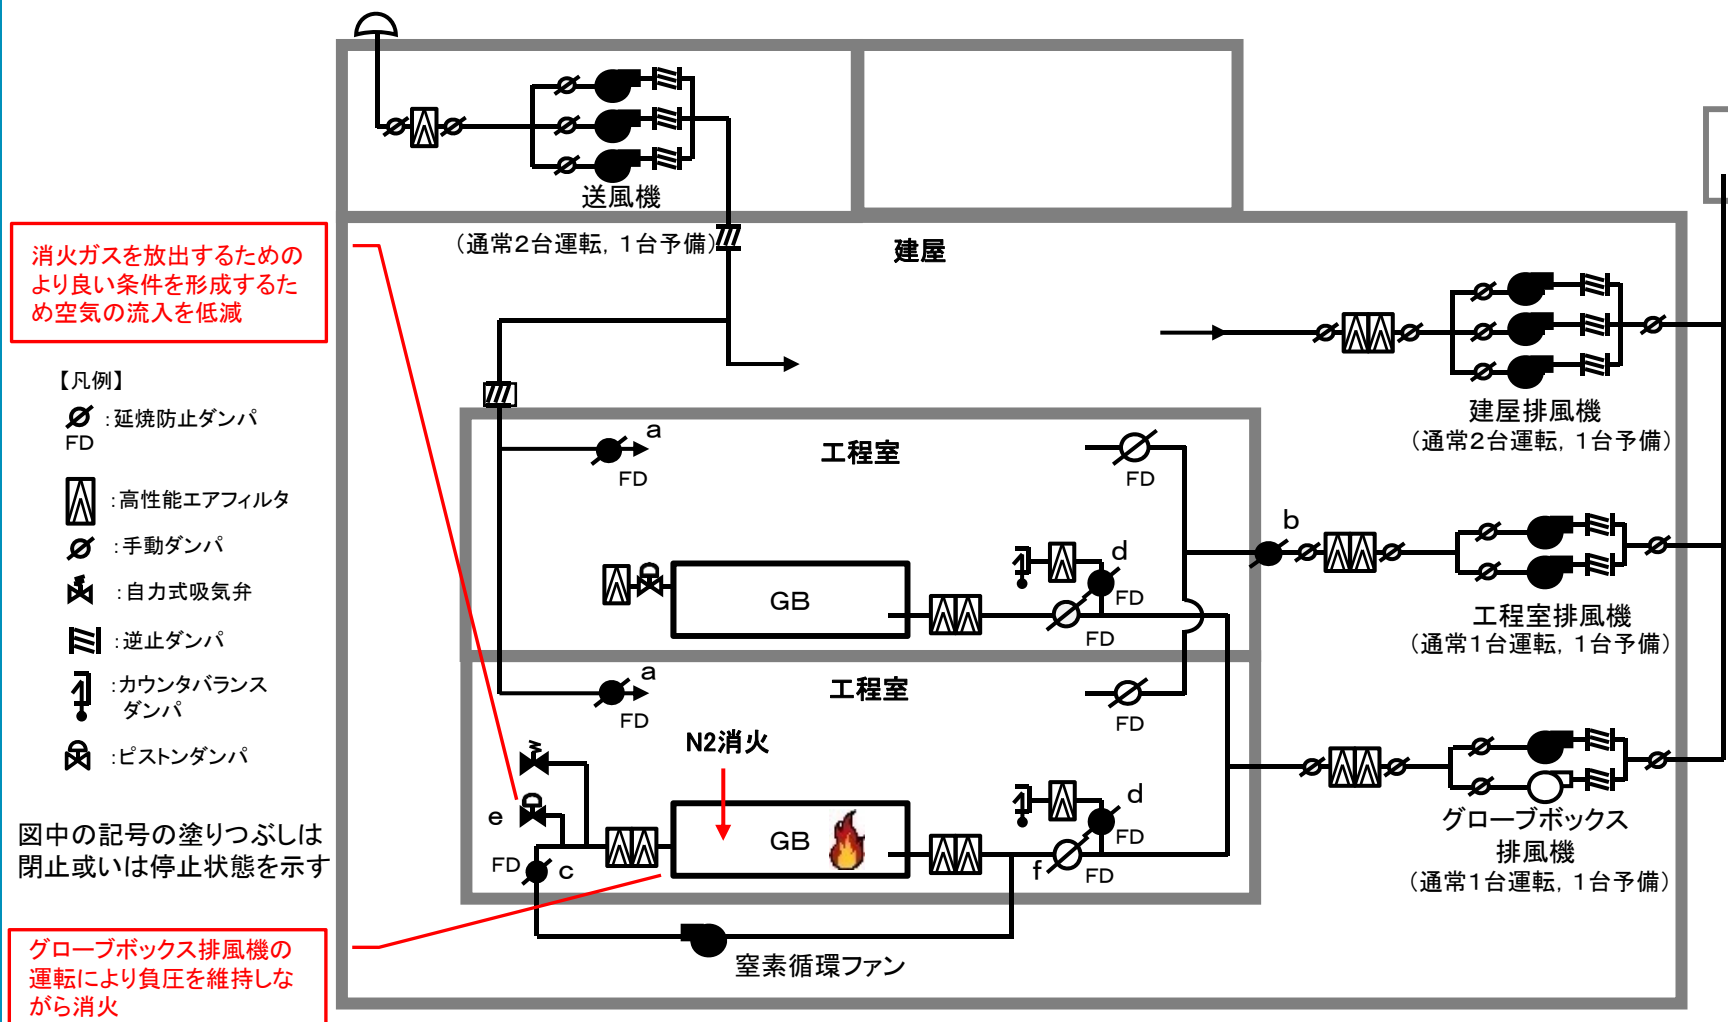 送風機
（通常2台運転，1台予備）
建屋
消火ガスを放出するための
より良い条件を形成するた
め空気の流入を低減
【凡例】
：延焼防止ダンパ
FD
：高性能エアフィルタ
：手動ダンパ
：自力式吸気弁
：逆止ダンパ
：カウンタバランス
ダンパ
：ピストンダンパ
図中の記号の塗りつぶしは
閉止或いは停止状態を示す
グローブボックス排風機の
運転により負圧を維持しな
がら消火
建屋排風機
（通常2台運転，1台予備）
a
FD
工程室
FD
b
d
FD
GB
FD
工程室排風機
（通常1台運転，1台予備）
a
FD
工程室
FD
N2消火
e
d
FD
GB
FD
c
f
FD
グローブボックス
排風機
（通常1台運転，1台予備）
窒素循環ファン